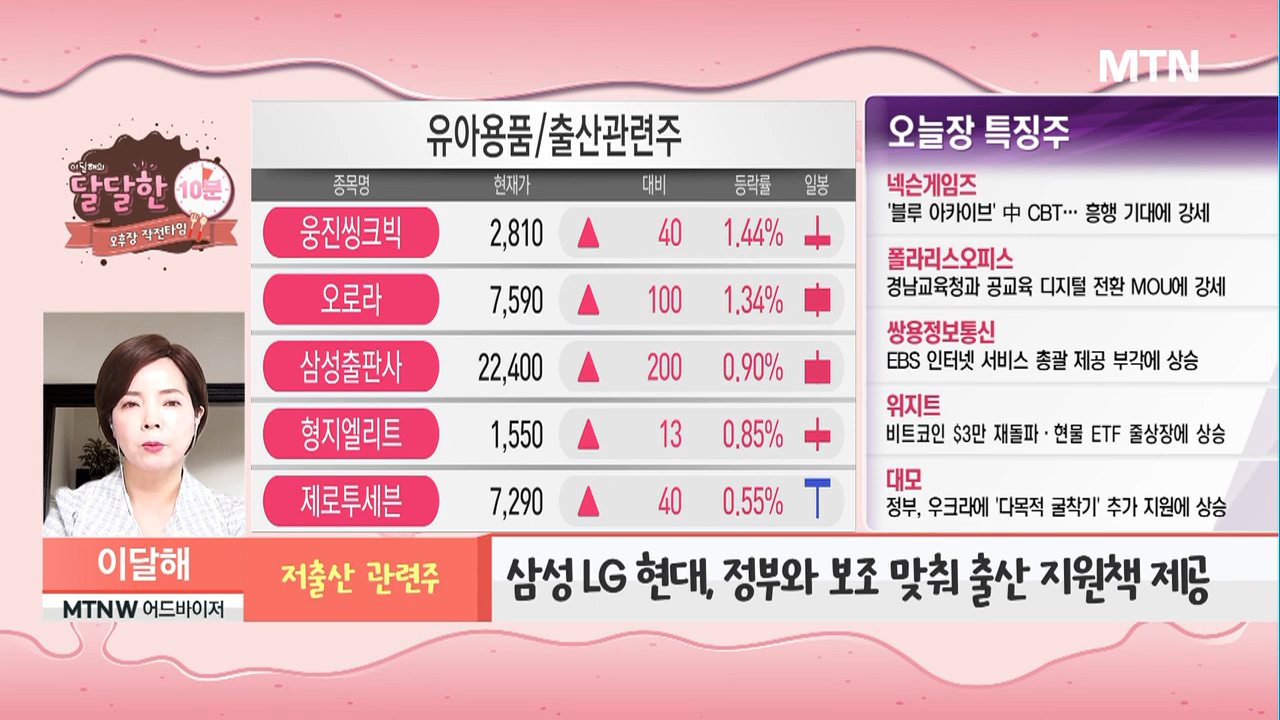 MTN
이달해의
달달한
10분
오후장 작전타임
유아용품/출산관련주
종목명 현재가 대비 등락률 일봉
웅진씽크빅 2,810 ▲ 40 1.44%
오로라 7,590 ▲ 100 1.34%
삼성출판사 22,400 ▲ 200 0.90%
형지엘리트 1,550 ▲ 13 0.85%
제로투세븐 7,290 ▲ 40 0.55%
오늘장 특징주
넥슨게임즈
'블루 아카이브' 中 CBT… 흥행 기대에 강세
폴라리스오피스
경남교육청과 공교육 디지털 전환 MOU에 강세
쌍용정보통신
EBS 인터넷 서비스 총괄 제공 부각에 상승
위지트
비트코인 $3만 재돌파·현물 ETF 줄상장에 상승
대모
정부, 우크라에 '다목적 굴착기' 추가 지원에 상승
이달해
MTNW 어드바이저
저출산 관련주
삼성 LG 현대, 정부와 보조 맞춰 출산 지원책 제공